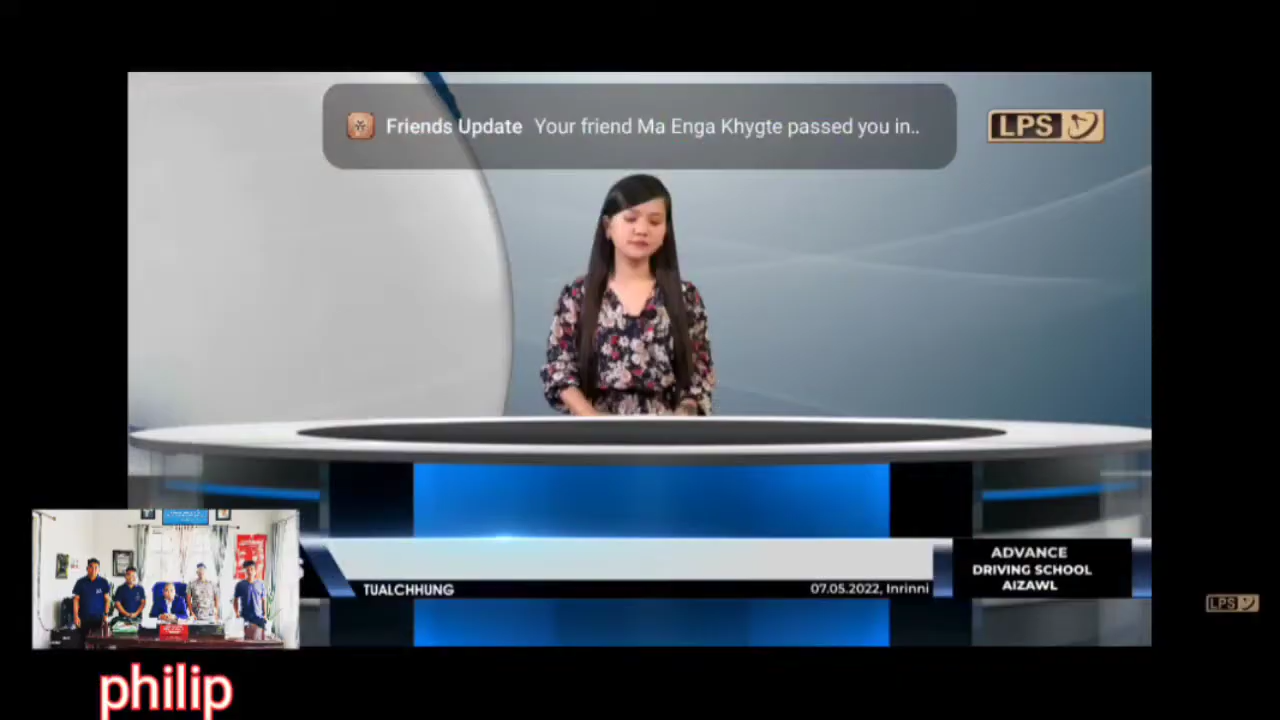 Friends Update Your friend Ma Enga Khygte passed you in..
LPS
ADVANCE
DRIVING SCHOOL
AIZAWL
TUALCHHUNG
07.05.2022, Inrinni
LPS
philip